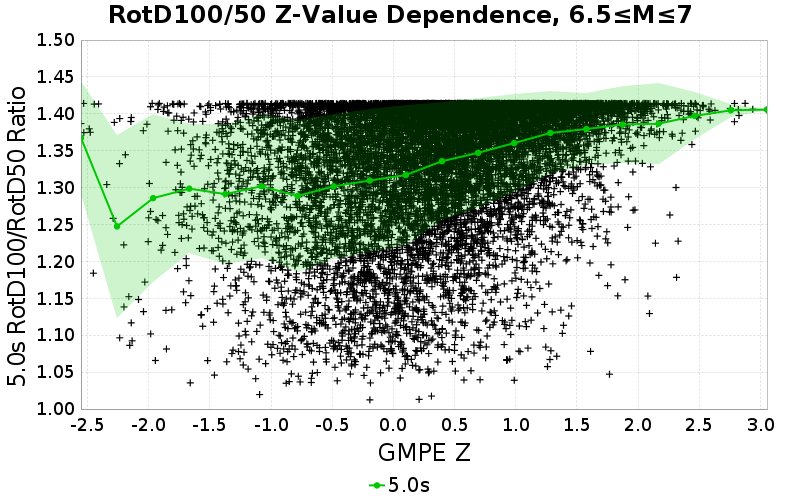 RotD100/50 Z-Value Dependence, 6.5≤M≤7
5.0s RotD100/RotD50 Ratio
1.50
1.45
1.40
1.35
1.30
1.25
1.20
1.15
1.10
1.05
1.00
-2.5 -2.0 -1.5 -1.0 -0.5 0.0 0.5 1.0 1.5 2.0 2.5 3.0
GMPE Z
5.0s